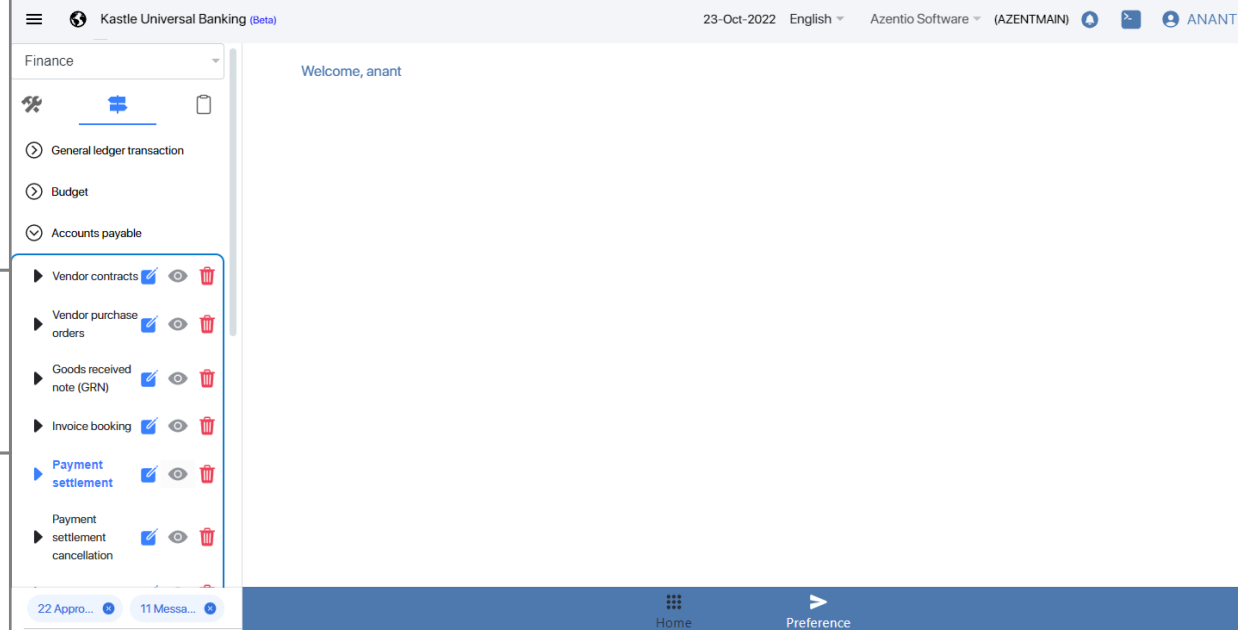 Kastle Universal Banking (Beta)
23-Oct-2022 English Azentio Software (AZENTMAIN) ANANT
Finance
Welcome, anant
General ledger transaction
Budget
Accounts payable
Vendor contracts
Vendor purchase
orders
Goods received
note (GRN)
Invoice booking
Payment
settlement
Payment
settlement
cancellation
22 Appro... 11 Messa...
Home Preference